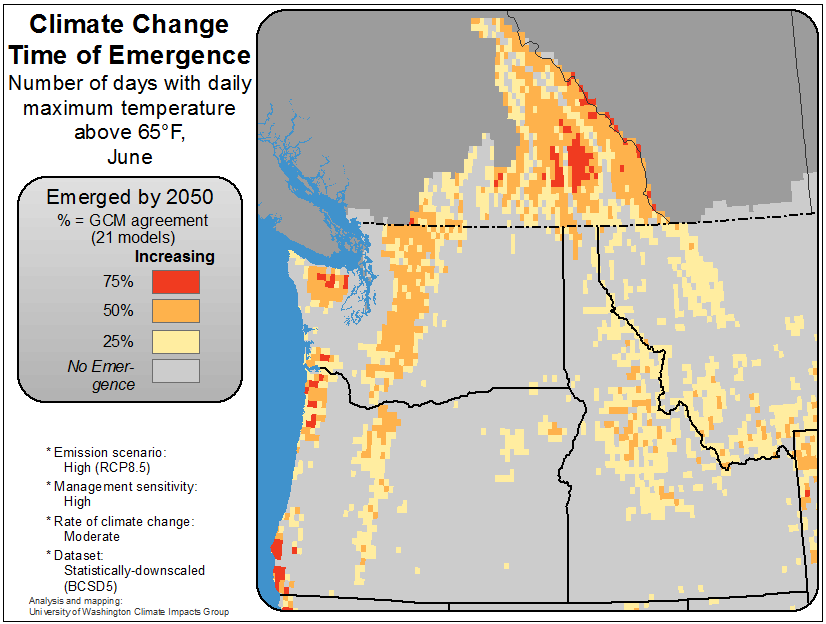 Climate Change
Time of Emergence
Number of days with daily
maximum temperature
above 65°F,
June
Emerged by 2050
% = GCM agreement
(21 models)
Increasing
75%
50%
25%
No Emer-
gence
* Emission scenario:
High (RCP8.5)
* Management sensitivity:
High
* Rate of climate change:
Moderate
* Dataset:
Statistically-downscaled
(BCSD5)
Analysis and mapping:
University of Washington Climate Impacts Group